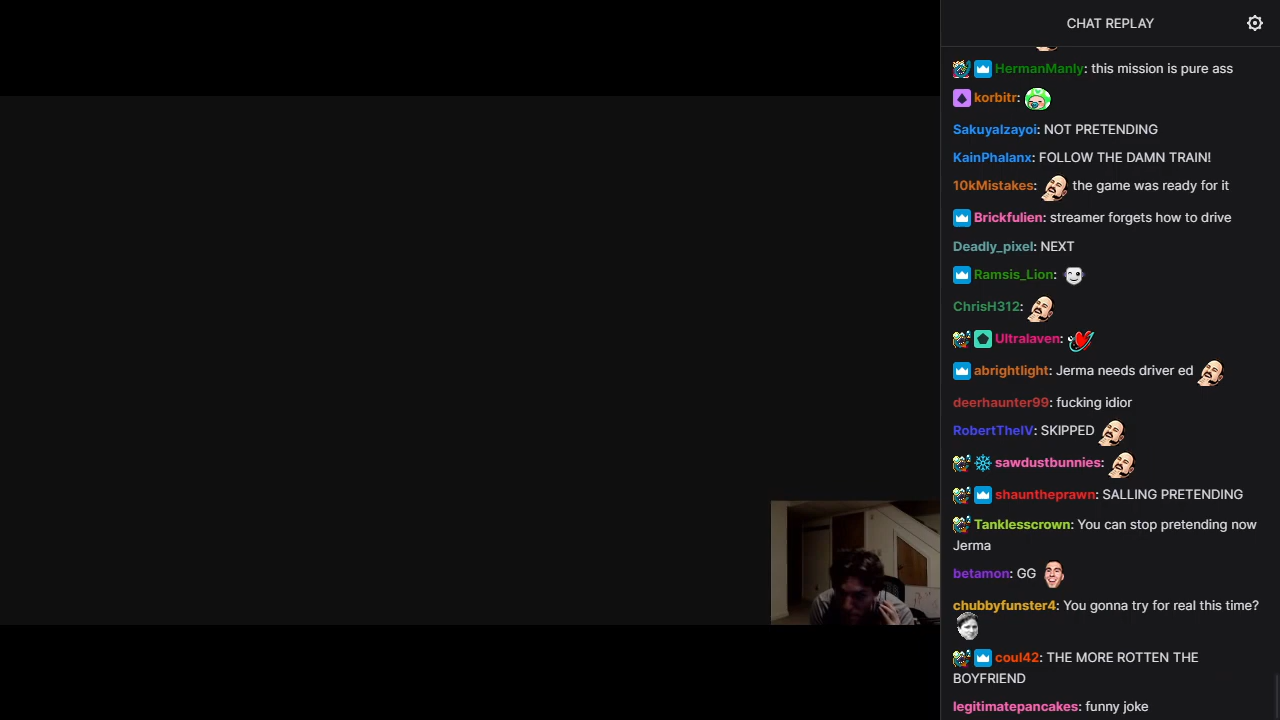 CHAT REPLAY
HermanManly: this mission is pure ass
korbitr:
SakuyaIzayoi: NOT PRETENDING
KainPhalanx: FOLLOW THE DAMN TRAIN!
10kMistakes: the game was ready for it
Brickfulien: streamer forgets how to drive
Deadly_pixel: NEXT
Ramsis_Lion:
ChrisH312:
Ultralaven:
abrightlight: Jerma needs driver ed
deerhaunter99: fucking idior
RobertTheIV: SKIPPED
sawdustbunnies:
shauntheprawn: SALLING PRETENDING
Tanklesscrown: You can stop pretending now
Jerma
betamon: GG
chubbyfunster4: You gonna try for real this time?
coul42: THE MORE ROTTEN THE
BOYFRIEND
legitimatepancakes: funny joke